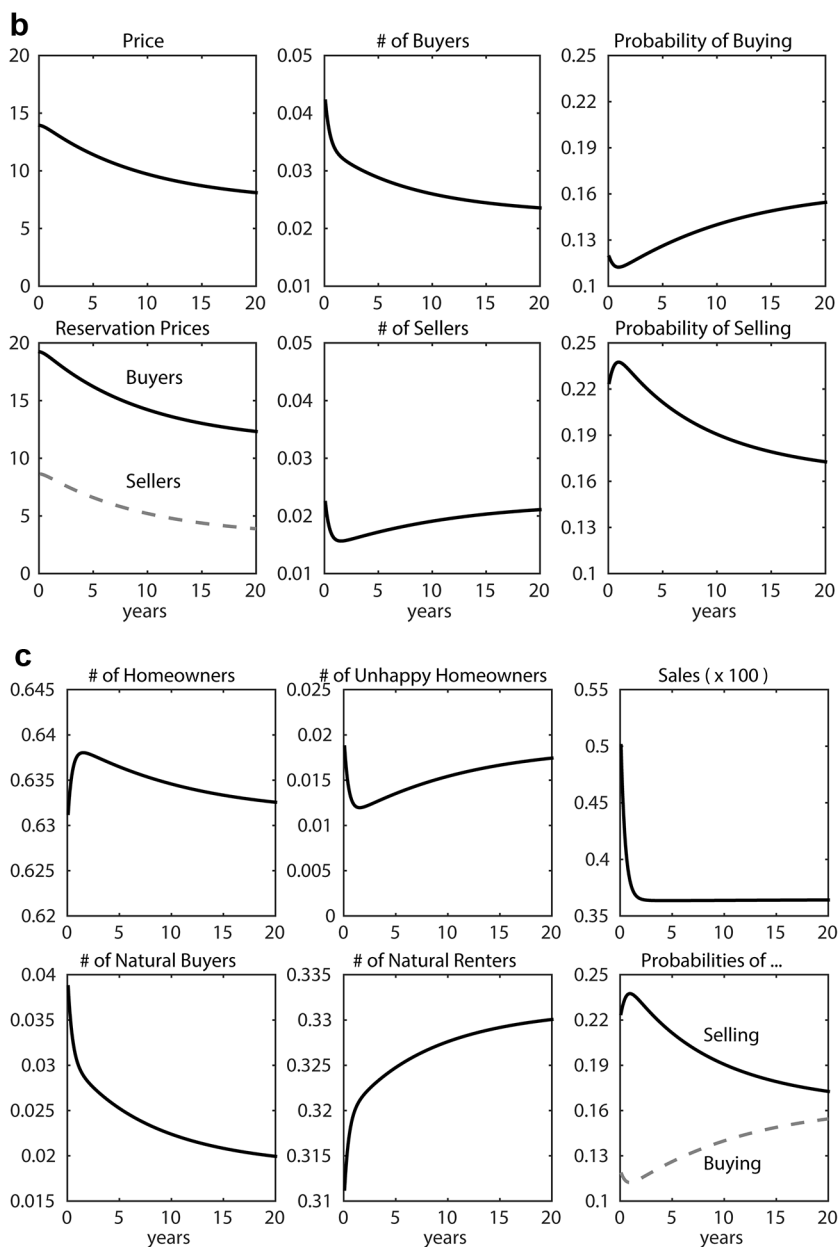 b
Price
# of Buyers
Probability of Buying
20
15
10
5
0
0 5 10 15 20
0.05
0.04
0.03
0.02
0.01
0 5 10 15 20
0.25
0.22
0.19
0.16
0.13
0.1
0 5 10 15 20
Reservation Prices
# of Sellers
Probability of Selling
20
15
10
5
0
Buyers
Sellers
0 5 10 15 20
years
0.05
0.04
0.03
0.02
0.01
0 5 10 15 20
years
0.25
0.22
0.19
0.16
0.13
0.1
0 5 10 15 20
years
c
# of Homeowners
# of Unhappy Homeowners
Sales ( x 100 )
0.645
0.64
0.635
0.63
0.625
0.62
0 5 10 15 20
0.025
0.02
0.015
0.01
0.005
0
0 5 10 15 20
0.55
0.5
0.45
0.4
0.35
0 5 10 15 20
# of Natural Buyers
# of Natural Renters
Probabilities of ...
0.04
0.035
0.03
0.025
0.02
0.015
0 5 10 15 20
years
0.335
0.33
0.325
0.32
0.315
0.31
0 5 10 15 20
years
0.25
0.22
0.19
0.16
0.13
0.1
Selling
Buying
0 5 10 15 20
years